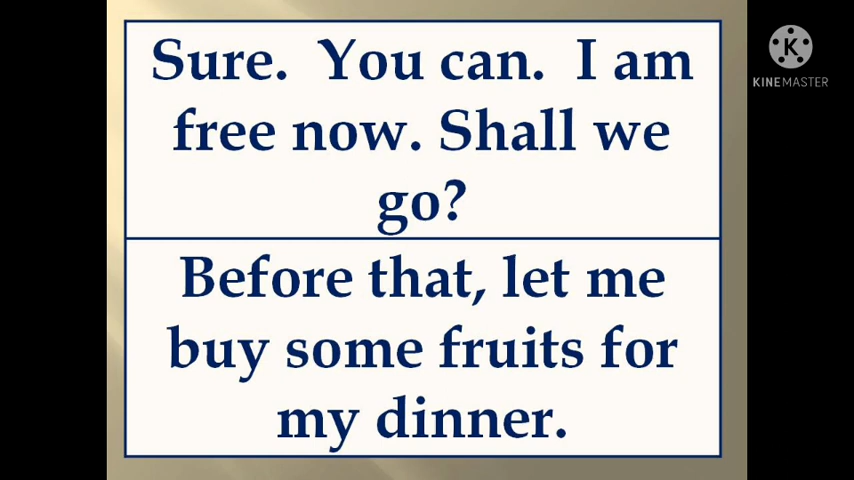 Sure.  You can.  I am
free now. Shall we
go?
Before that, let me
buy some fruits for
my dinner.
K
KINEMASTER